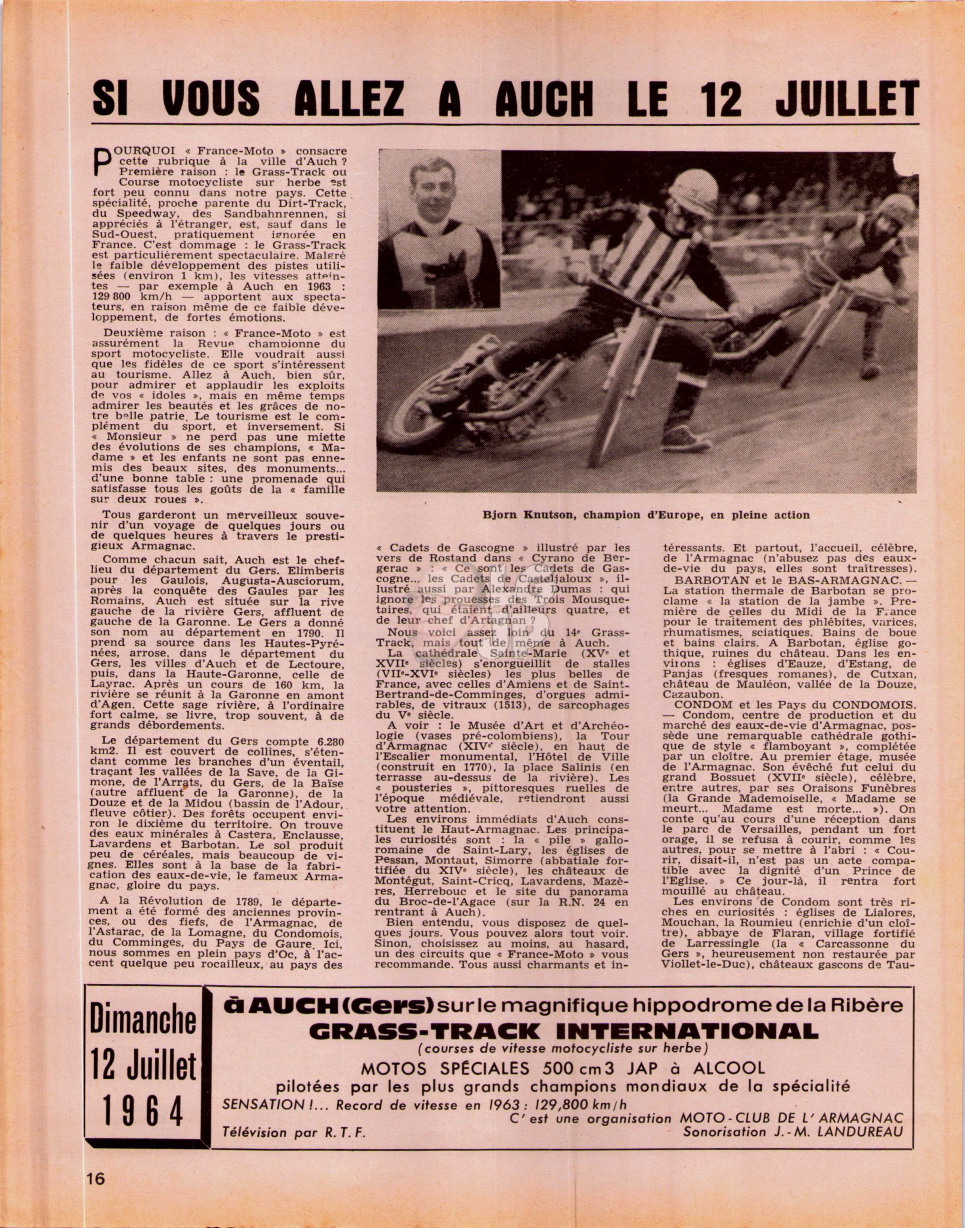 SI VOUS ALLEZ A AUCH LE 12 JUILLET
POURQUOI « France-Moto » consacre
cette rubrique à la ville d'Auch ?
Première raison : le Grass-Track ou
Course motocycliste sur herbe est
fort peu connu dans notre pays. Cette
spécialité, proche parente du Dirt-Track,
du Speedway, des Sandbahnrennen, si
appréciés à l'étranger, est, sauf dans le
Sud-Ouest, pratiquement ignorée en
France. C'est dommage : le Grass-Track
est particulièrement spectaculaire. Malgré
le faible développement des pistes utili-
sées (environ 1 km), les vitesses attein-
tes — par exemple à Auch en 1963 :
129 800 km/h — apportent aux specta-
teurs, en raison même de ce faible déve-
loppement, de fortes émotions.
Deuxième raison : « France-Moto » est
assurément la Revue championne du
sport motocycliste. Elle voudrait aussi
que les fidèles de ce sport s'intéressent
au tourisme. Allez à Auch, bien sûr,
pour admirer et applaudir les exploits
de vos « idoles », mais en même temps
admirer les beautés et les grâces de no-
tre belle patrie. Le tourisme est le com-
plément du sport, et inversement. Si
« Monsieur » ne perd pas une miette
des évolutions de ses champions, « Ma-
dame » et les enfants ne sont pas enne-
mis des beaux sites, des monuments...
d'une bonne table : une promenade qui
satisfasse tous les goûts de la « famille
sur deux roues ».
Tous garderont un merveilleux souve-
nir d'un voyage de quelques jours ou
de quelques heures à travers le presti-
gieux Armagnac.
Comme chacun sait, Auch est le chef-
lieu du département du Gers. Elimberis
pour les Gaulois, Augusta-Ausciorum,
après la conquête des Gaules par les
Romains, Auch est située sur la rive
gauche de la rivière Gers, affluent de
gauche de la Garonne. Le Gers a donné
son nom au département en 1790. Il
prend sa source dans les Hautes-Pyré-
nées, arrose, dans le département du
Gers, les villes d'Auch et de Lectoure,
puis, dans la Haute-Garonne, celle de
Layrac. Après un cours de 160 km, la
rivière se réunit à la Garonne en amont
d'Agen. Cette sage rivière, à l'ordinaire
fort calme, se livre, trop souvent, à de
grands débordements.
Le département du Gers compte 6.280
km2. Il est couvert de collines, s'éten-
dant comme les branches d'un éventail,
traçant les vallées de la Save, de la Gi-
mone, de l'Arrats, du Gers, de la Baïse
(autre affluent de la Garonne), de la
Douze et de la Midou (bassin de l'Adour,
fleuve côtier). Des forêts occupent envi-
ron le dixième du territoire. On trouve
des eaux minérales à Castera, Enclausse,
Lavardens et Barbotan. Le sol produit
peu de céréales, mais beaucoup de vi-
gnes. Elles sont à la base de la fabri-
cation des eaux-de-vie, le fameux Arma-
gnac, gloire du pays.
A la Révolution de 1789, le départe-
ment a été formé des anciennes provin-
ces, ou des fiefs, de l'Armagnac, de
l'Astarac, de la Lomagne, du Condomois,
du Comminges, du Pays de Gaure. Ici,
nous sommes en plein pays d'Oc, à l'ac-
cent quelque peu rocailleux, au pays des
Bjorn Knutson, champion d'Europe, en pleine action
« Cadets de Gascogne » illustré par les
vers de Rostand dans « Cyrano de Ber-
gerac » : « Ce sont les Cadets de Gas-
cogne... les Cadets de Casteljaloux », il-
lustré aussi par Alexandre Dumas : qui
ignore les prouesses des Trois Mousque-
taires, qui étaient d'ailleurs quatre, et
de leur chef d'Artagnan ?
Nous voici assez loin du 14e Grass-
Track, mais tout de même à Auch.
La cathédrale Sainte-Marie (XVe et
XVIIe siècles) s'enorgueillit de stalles
(VIIe-XVIe siècles) les plus belles de
France, avec celles d'Amiens et de Saint-
Bertrand-de-Comminges, d'orgues admi-
rables, de vitraux (1513), de sarcophages
du Ve siècle.
A voir : le Musée d'Art et d'Archéo-
logie (vases pré-colombiens), la Tour
d'Armagnac (XIVe siècle), en haut de
l'Escalier monumental, l'Hôtel de Ville
(construit en 1770), la place Salinis (en
terrasse au-dessus de la rivière). Les
« pousteries », pittoresques ruelles de
l'époque médiévale, retiendront aussi
votre attention.
Les environs immédiats d'Auch cons-
tituent le Haut-Armagnac. Les principa-
les curiosités sont : la « pile » gallo-
romaine de Saint-Lary, les églises de
Pessan, Montaut, Simorre (abbatiale for-
tifiée du XIVe siècle), les châteaux de
Montégut, Saint-Cricq, Lavardens, Mazè-
res, Herrebouc et le site du panorama
du Broc-de-l'Agace (sur la R.N. 24 en
rentrant à Auch).
Bien entendu, vous disposez de quel-
ques jours. Vous pouvez alors tout voir.
Sinon, choisissez au moins, au hasard,
un des circuits que « France-Moto » vous
recommande. Tous aussi charmants et in-
téressants. Et partout, l'accueil, célèbre,
de l'Armagnac (n'abusez pas des eaux-
de-vie du pays, elles sont traîtresses).
BARBOTAN et le BAS-ARMAGNAC. —
La station thermale de Barbotan se pro-
clame « la station de la jambe ». Pre-
mière de celles du Midi de la France
pour le traitement des phlébites, varices,
rhumatismes, sciatiques. Bains de boue
et bains clairs. A Barbotan, église go-
thique, ruines du château. Dans les en-
virons : églises d'Eauze, d'Estang, de
Panjas (fresques romanes), de Cutxan,
château de Mauléon, vallée de la Douze,
Cazaubon.
CONDOM et les Pays du CONDOMOIS.
— Condom, centre de production et du
marché des eaux-de-vie d'Armagnac, pos-
sède une remarquable cathédrale gothi-
que de style « flamboyant », complétée
par un cloître. Au premier étage, musée
de l'Armagnac. Son évêché fut celui du
grand Bossuet (XVIIe siècle), célèbre,
entre autres, par ses Oraisons Funèbres
(la Grande Mademoiselle, « Madame se
meurt... Madame est morte... »). On
conte qu'au cours d'une réception dans
le parc de Versailles, pendant un fort
orage, il se refusa à courir, comme les
autres, pour se mettre à l'abri : « Cou-
rir, disait-il, n'est pas un acte compa-
tible avec la dignité d'un Prince de
l'Eglise. » Ce jour-là, il rentra fort
mouillé au château.
Les environs de Condom sont très ri-
ches en curiosités : églises de Lialores,
Mouchan, la Roumieu (enrichie d'un cloî-
tre), abbaye de Flaran, village fortifié
de Larressingle (la « Carcassonne du
Gers », heureusement non restaurée par
Viollet-le-Duc), châteaux gascons de Tau-
Dimanche
12 Juillet
1964
à AUCH (Gers) sur le magnifique hippodrome de la Ribère
GRASS-TRACK INTERNATIONAL
(courses de vitesse motocycliste sur herbe)
MOTOS SPÉCIALES 500 cm3 JAP à ALCOOL
pilotées par les plus grands champions mondiaux de la spécialité
SENSATION !... Record de vitesse en 1963 : 129,800 km/h
C'est une organisation MOTO-CLUB DE L'ARMAGNAC
Télévision par R.T.F.
Sonorisation J.-M. LANDUREAU
16